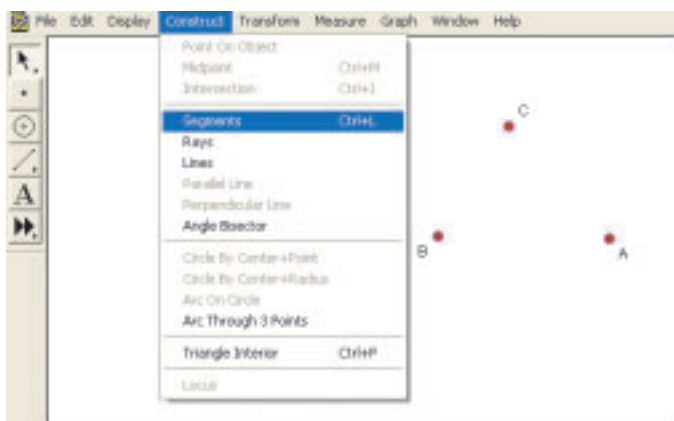 File Edit Display Construct Transform Measure Graph Window Help
Point On Object
Midpoint Ctrl+M
Intersection Ctrl+I
Segments Ctrl+L
Rays
Lines
Parallel Line
Perpendicular Line
Angle Bisector
Circle By Center+Point
Circle By Center+Radius
Arc On Circle
Arc Through 3 Points
Triangle Interior Ctrl+P
Locus
C
B
A
A